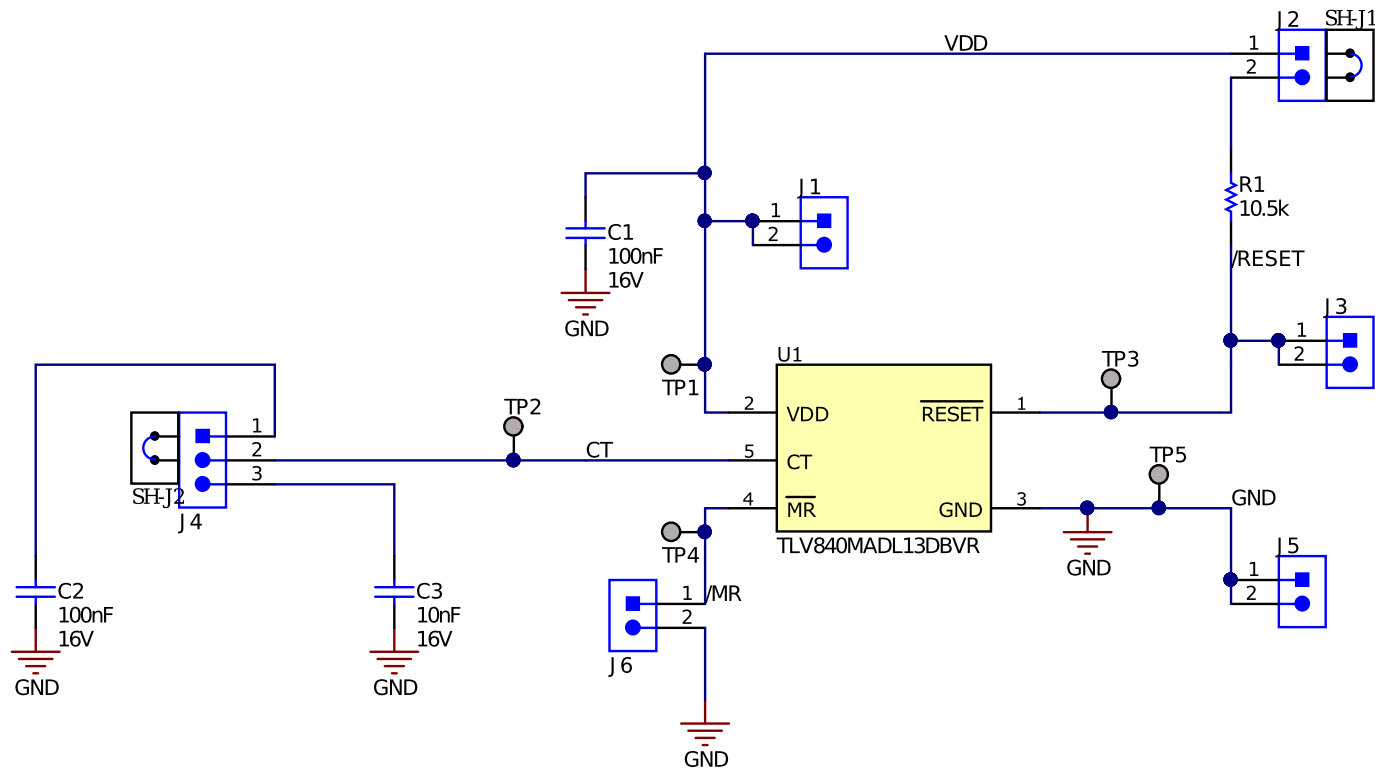 J2
SH-J1
VDD
1
2
J1
1
2
R1
10.5k
C1
100nF
16V
GND
/RESET
J3
1
2
U1
TP1
TP3
TP2
2
VDD
RESET
1
1
2
3
CT
5
CT
TP5
SH-J2
J4
4
MR
GND
3
GND
TP4
TLV840MADL13DBVR
GND
J5
1
2
C2
100nF
16V
GND
C3
10nF
16V
GND
1
/MR
2
J6
GND